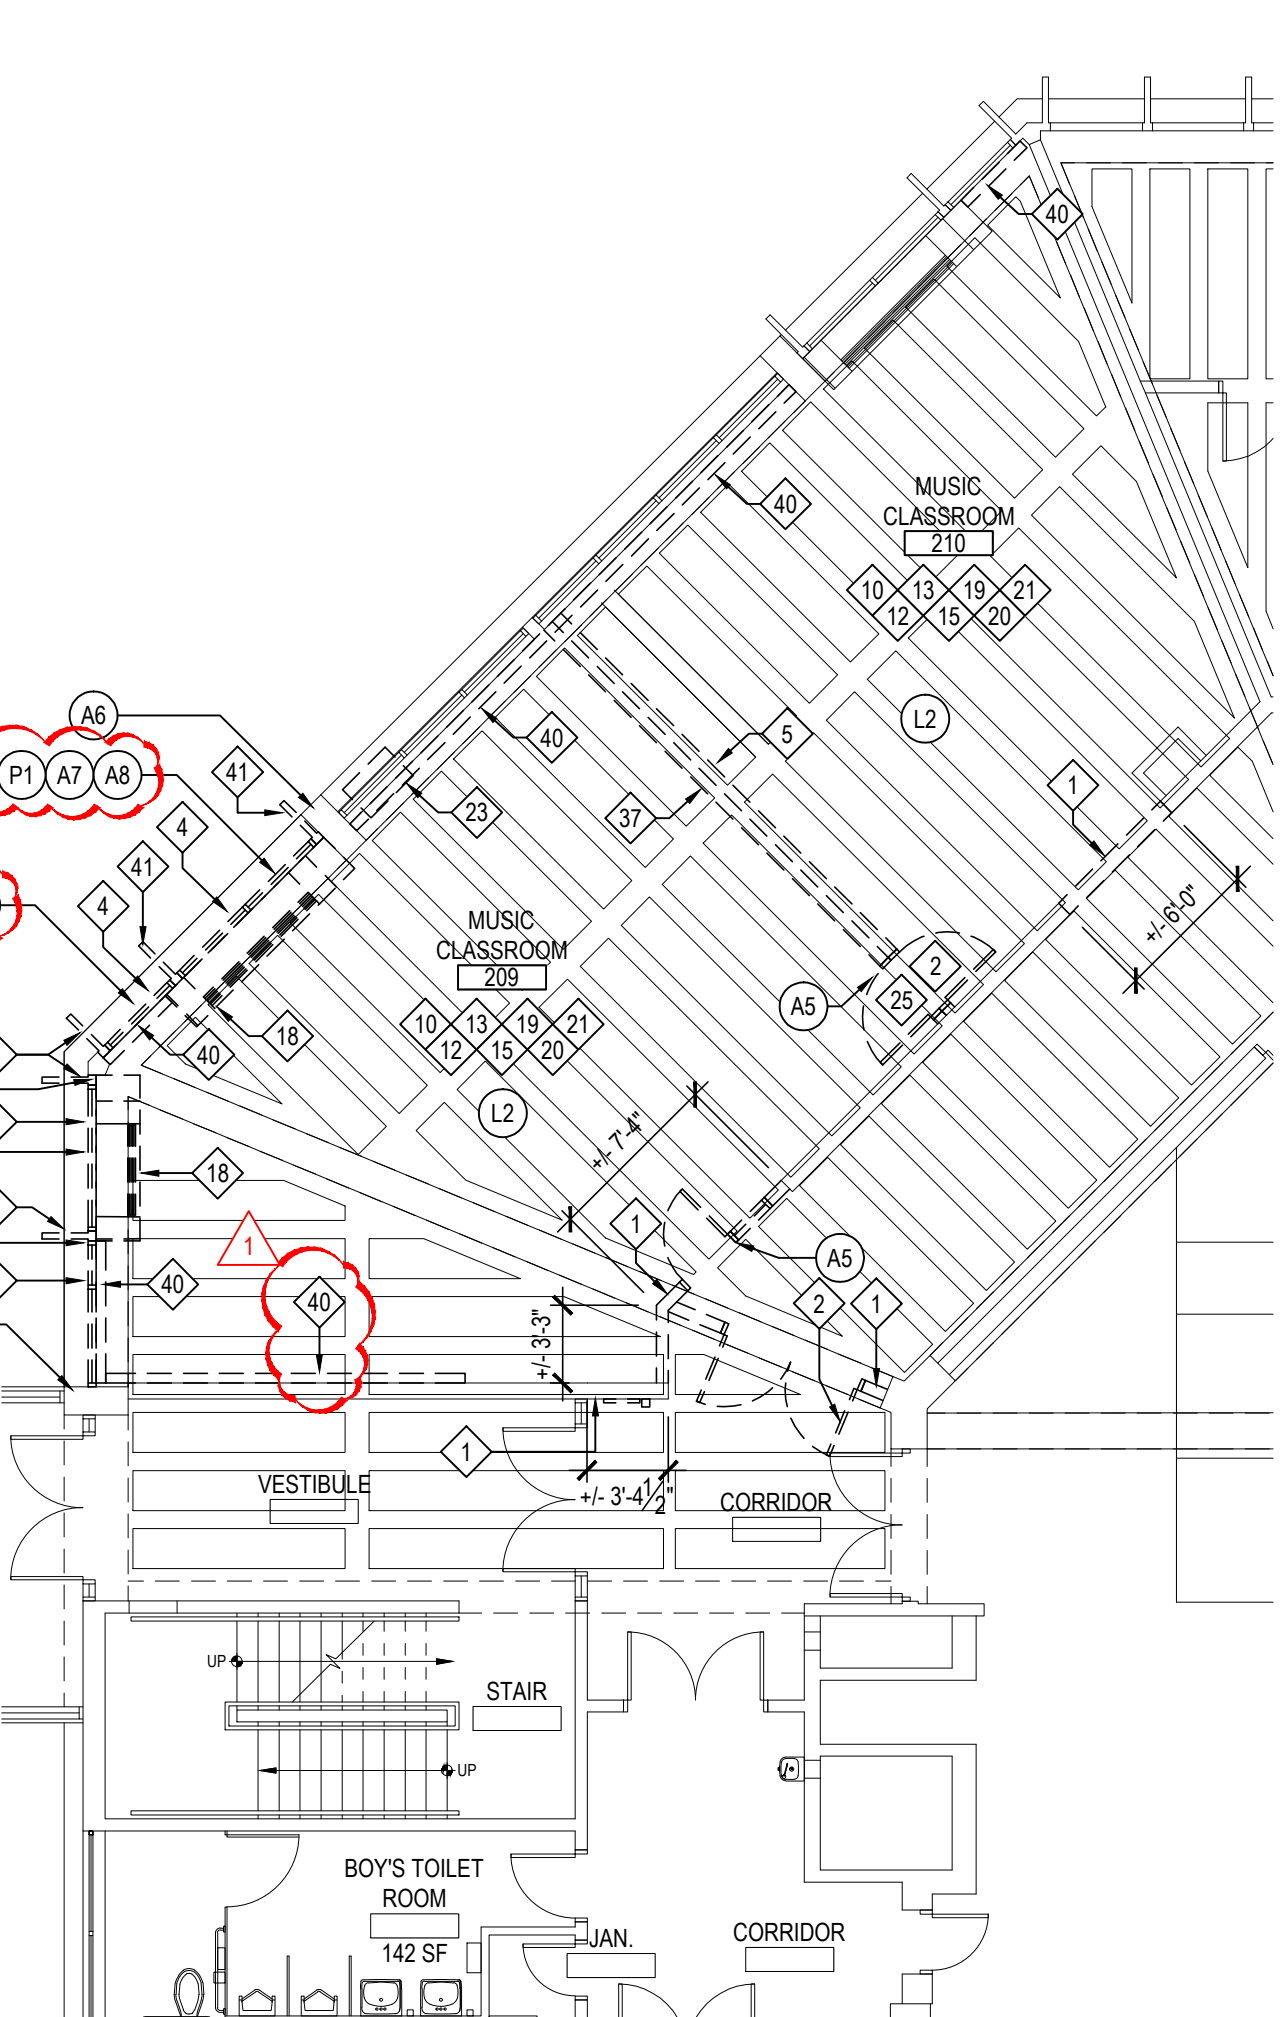 40
40
MUSIC
CLASSROOM
210
10 13 19 21
12 15 20
A6
L2
40
5
P1 A7 A8
41
1
4
23
37
41
+/- 6'-0"
4
MUSIC
CLASSROOM
209
2
25
A5
10 13 19 21
12 15 20
18
40
L2
+/- 7'-4"
18
1
1
A5
40
40
2
1
+/- 3'-3"
1
VESTIBULE
+/- 3'-4 1/2"
CORRIDOR
UP
STAIR
UP
BOY'S TOILET
ROOM
142 SF
JAN.
CORRIDOR